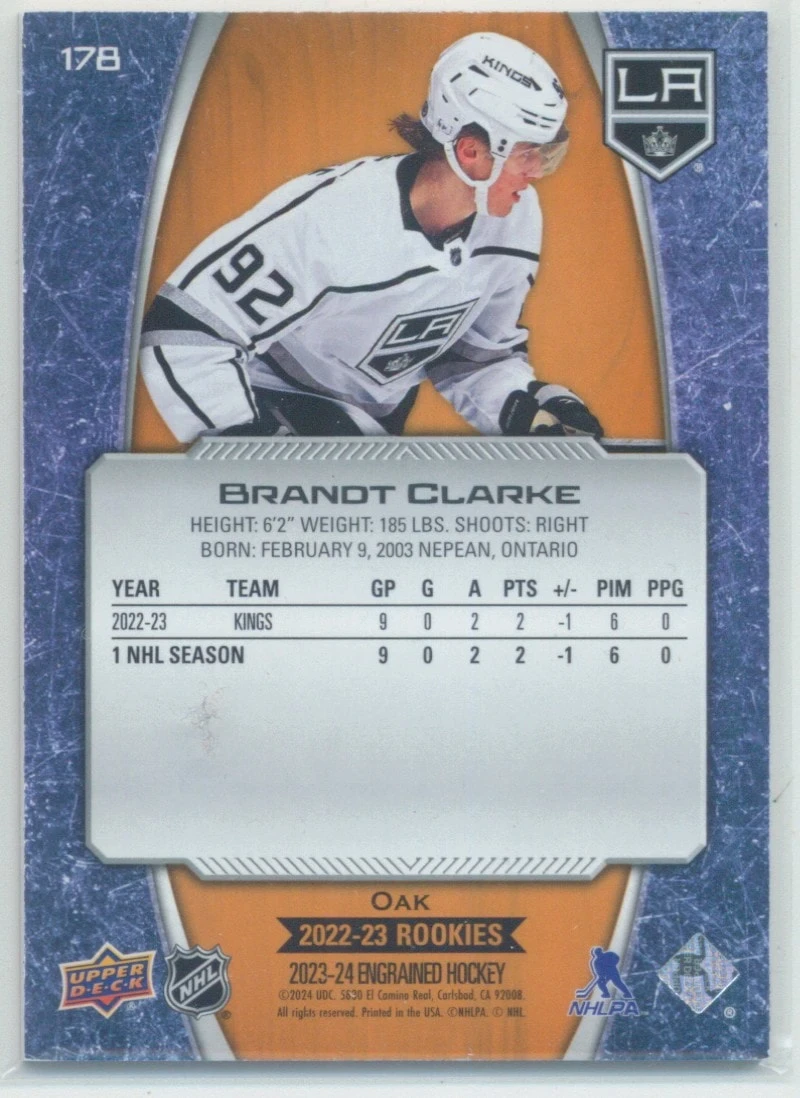 178
KINGS
LA
92
LA
BRANDT CLARKE
HEIGHT: 6'2" WEIGHT: 185 LBS. SHOOTS: RIGHT
BORN: FEBRUARY 9, 2003 NEPEAN, ONTARIO
YEAR TEAM GP G A PTS +/- PIM PPG
2022-23 KINGS 9 0 2 2 -1 6 0
1 NHL SEASON 9 0 2 2 -1 6 0
OAK
2022-23 ROOKIES
2023-24 ENGRAINED HOCKEY
©2024 UDC. 5630 El Camino Real, Carlsbad, CA 92008.
All rights reserved. Printed in the USA. ©NHLPA. © NHL.
UPPER
D·E·C·K
NHL
®
NHLPA
®